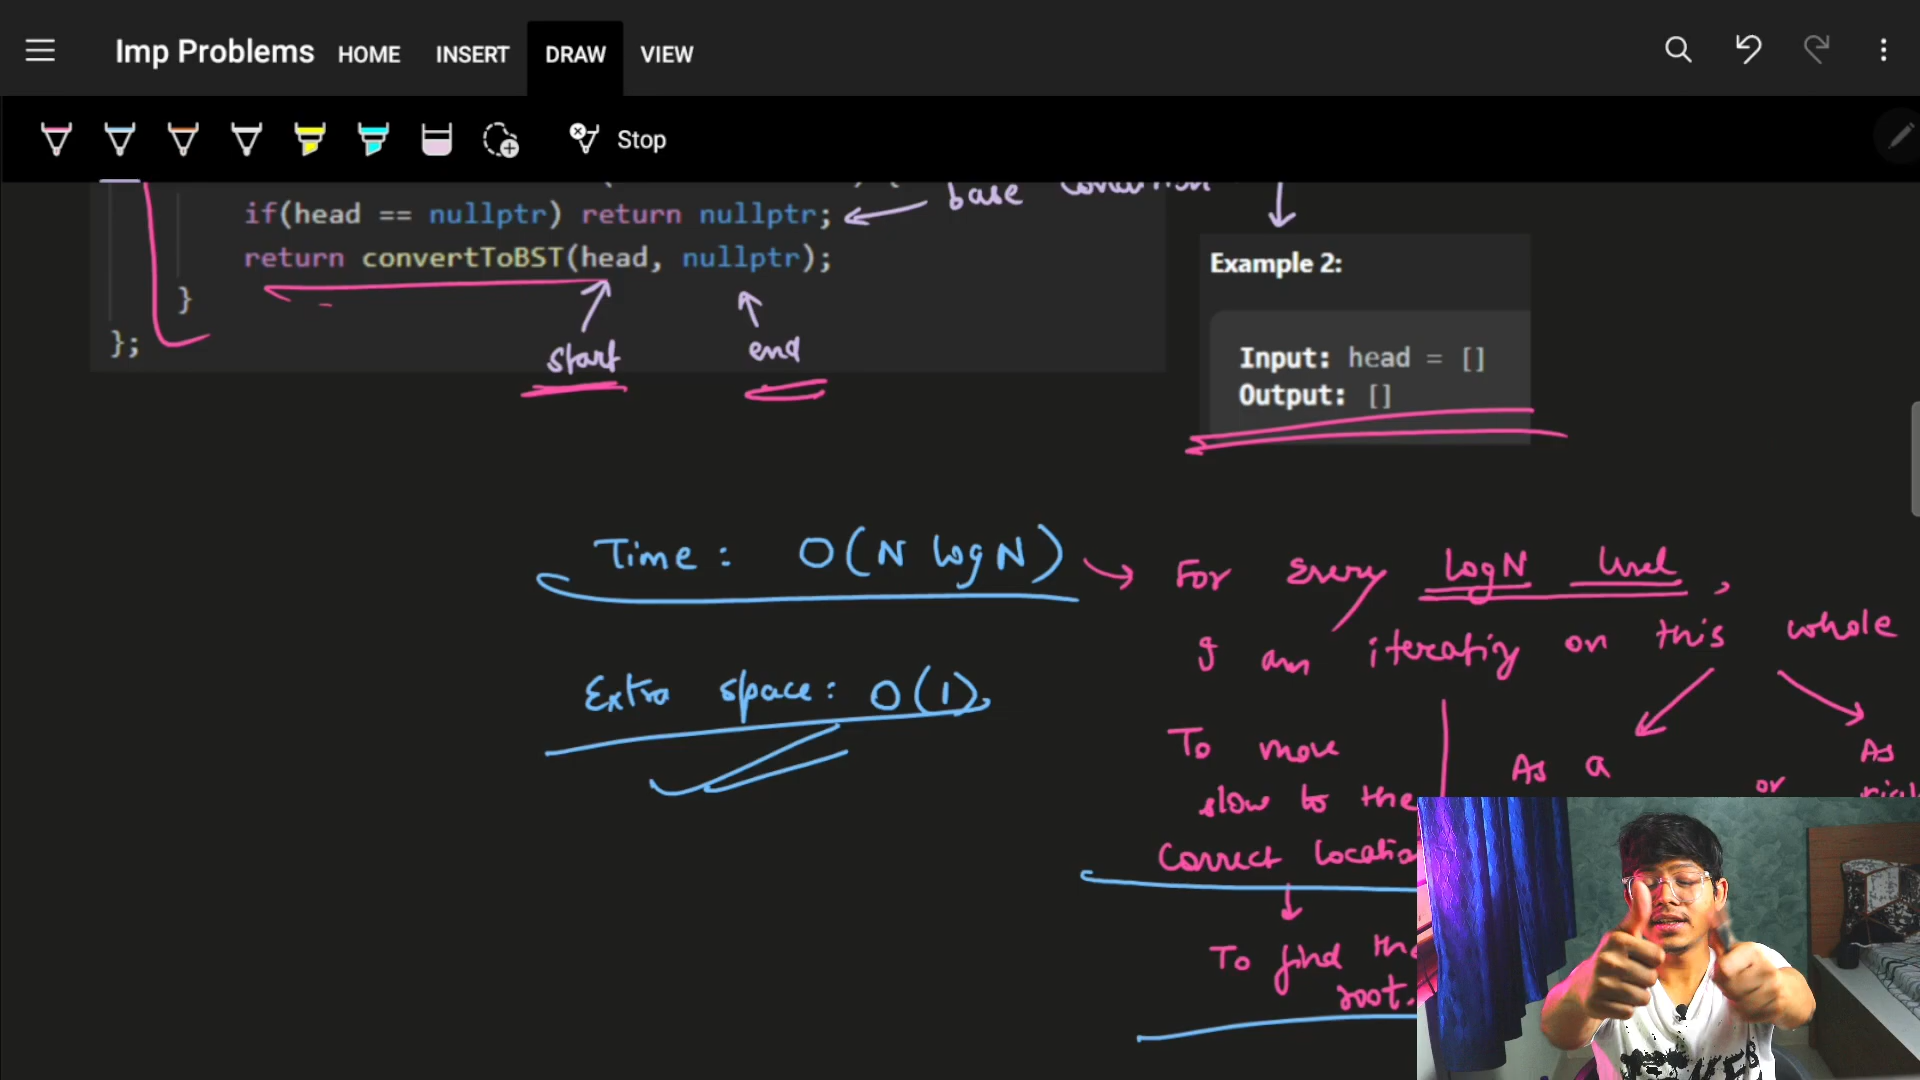 Imp Problems HOME INSERT DRAW VIEW
Stop
base condition
if(head == nullptr) return nullptr;
return convertToBST(head, nullptr);
}
};
start end
Example 2:
Input: head = []
Output: []
Time: O(N logN)
Extra space: O(1).
For Every logN level,
I am iterating on this whole
To move
slow to the
correct locatio
To find the
root.
As a
or
As